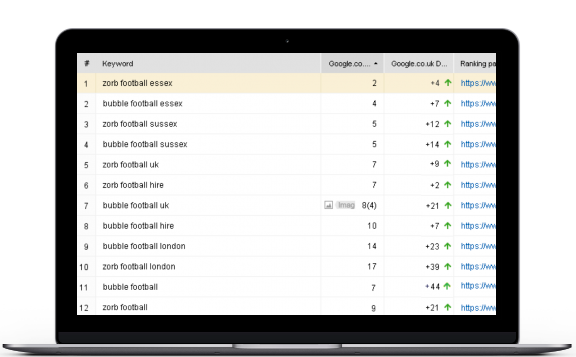 # Keyword Google.co.... Google.co.uk D... Ranking pa
1 zorb football essex 2 +4 https://ww
2 bubble football essex 4 +7 https://ww
3 zorb football sussex 5 +12 https://ww
4 bubble football sussex 5 +14 https://ww
5 zorb football uk 7 +9 https://ww
6 zorb football hire 7 +2 https://ww
7 bubble football uk Imag 8(4) +21 https://ww
8 bubble football hire 10 +7 https://ww
9 bubble football london 14 +23 https://ww
10 zorb football london 17 +39 https://ww
11 bubble football 7 +44 https://ww
12 zorb football 9 +21 https://ww